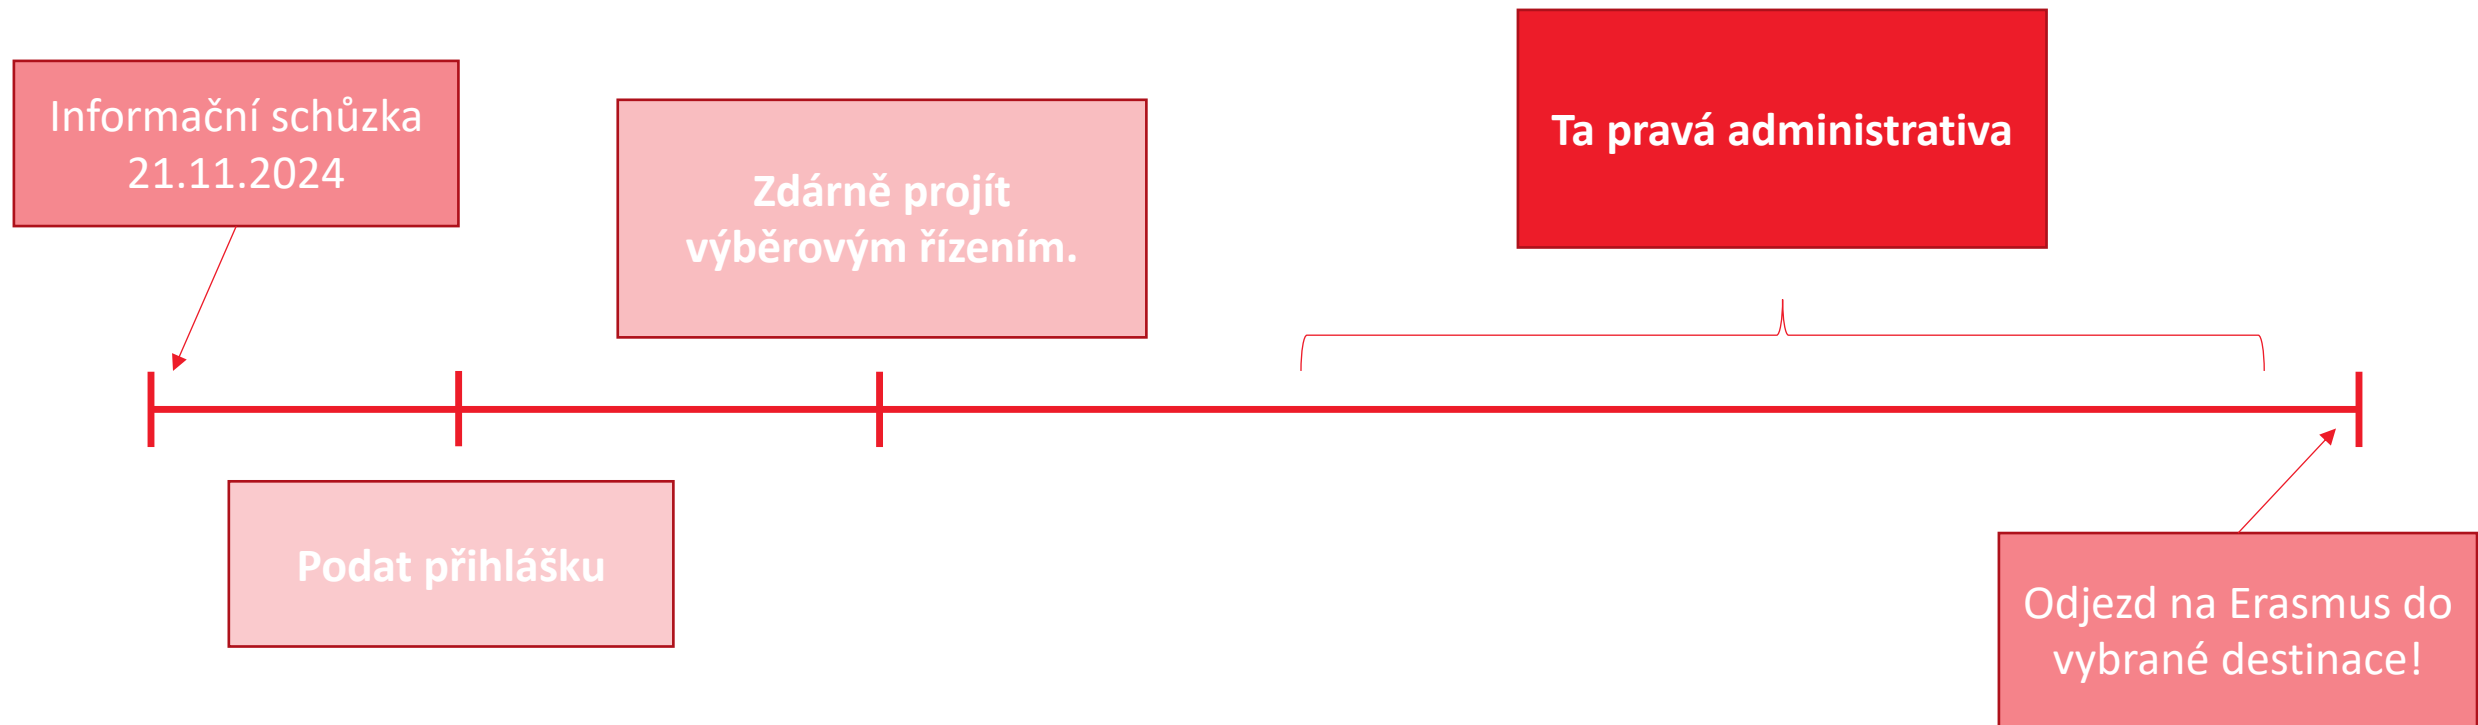 Informační schůzka
21.11.2024
Zdárně projít
výběrovým řízením.
Ta pravá administrativa
Podat přihlášku
Odjezd na Erasmus do
vybrané destinace!